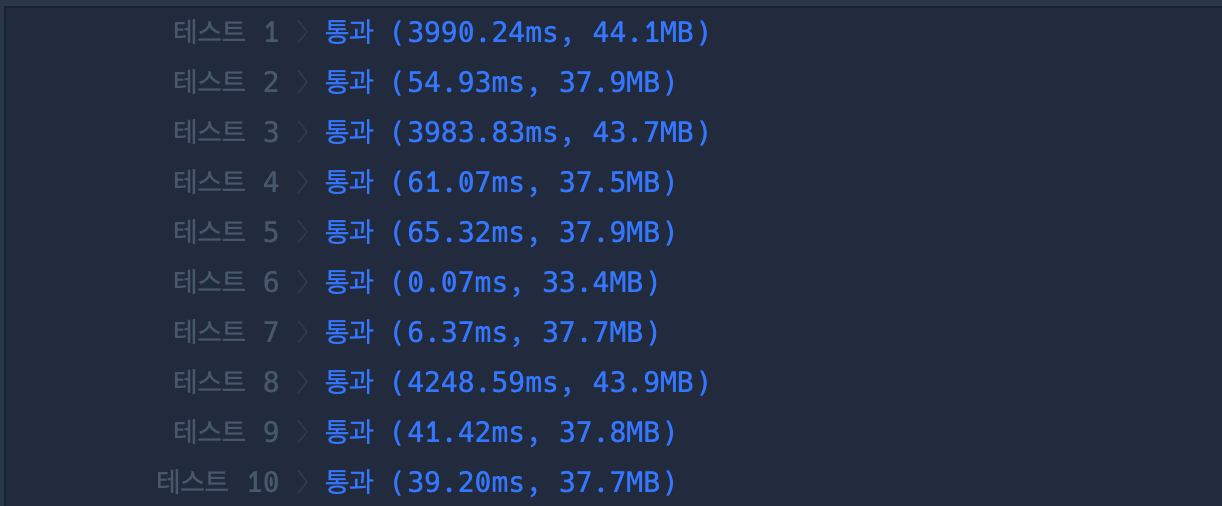 테스트 1 〉 통과 (3990.24ms, 44.1MB)
테스트 2 〉 통과 (54.93ms, 37.9MB)
테스트 3 〉 통과 (3983.83ms, 43.7MB)
테스트 4 〉 통과 (61.07ms, 37.5MB)
테스트 5 〉 통과 (65.32ms, 37.9MB)
테스트 6 〉 통과 (0.07ms, 33.4MB)
테스트 7 〉 통과 (6.37ms, 37.7MB)
테스트 8 〉 통과 (4248.59ms, 43.9MB)
테스트 9 〉 통과 (41.42ms, 37.8MB)
테스트 10 〉 통과 (39.20ms, 37.7MB)